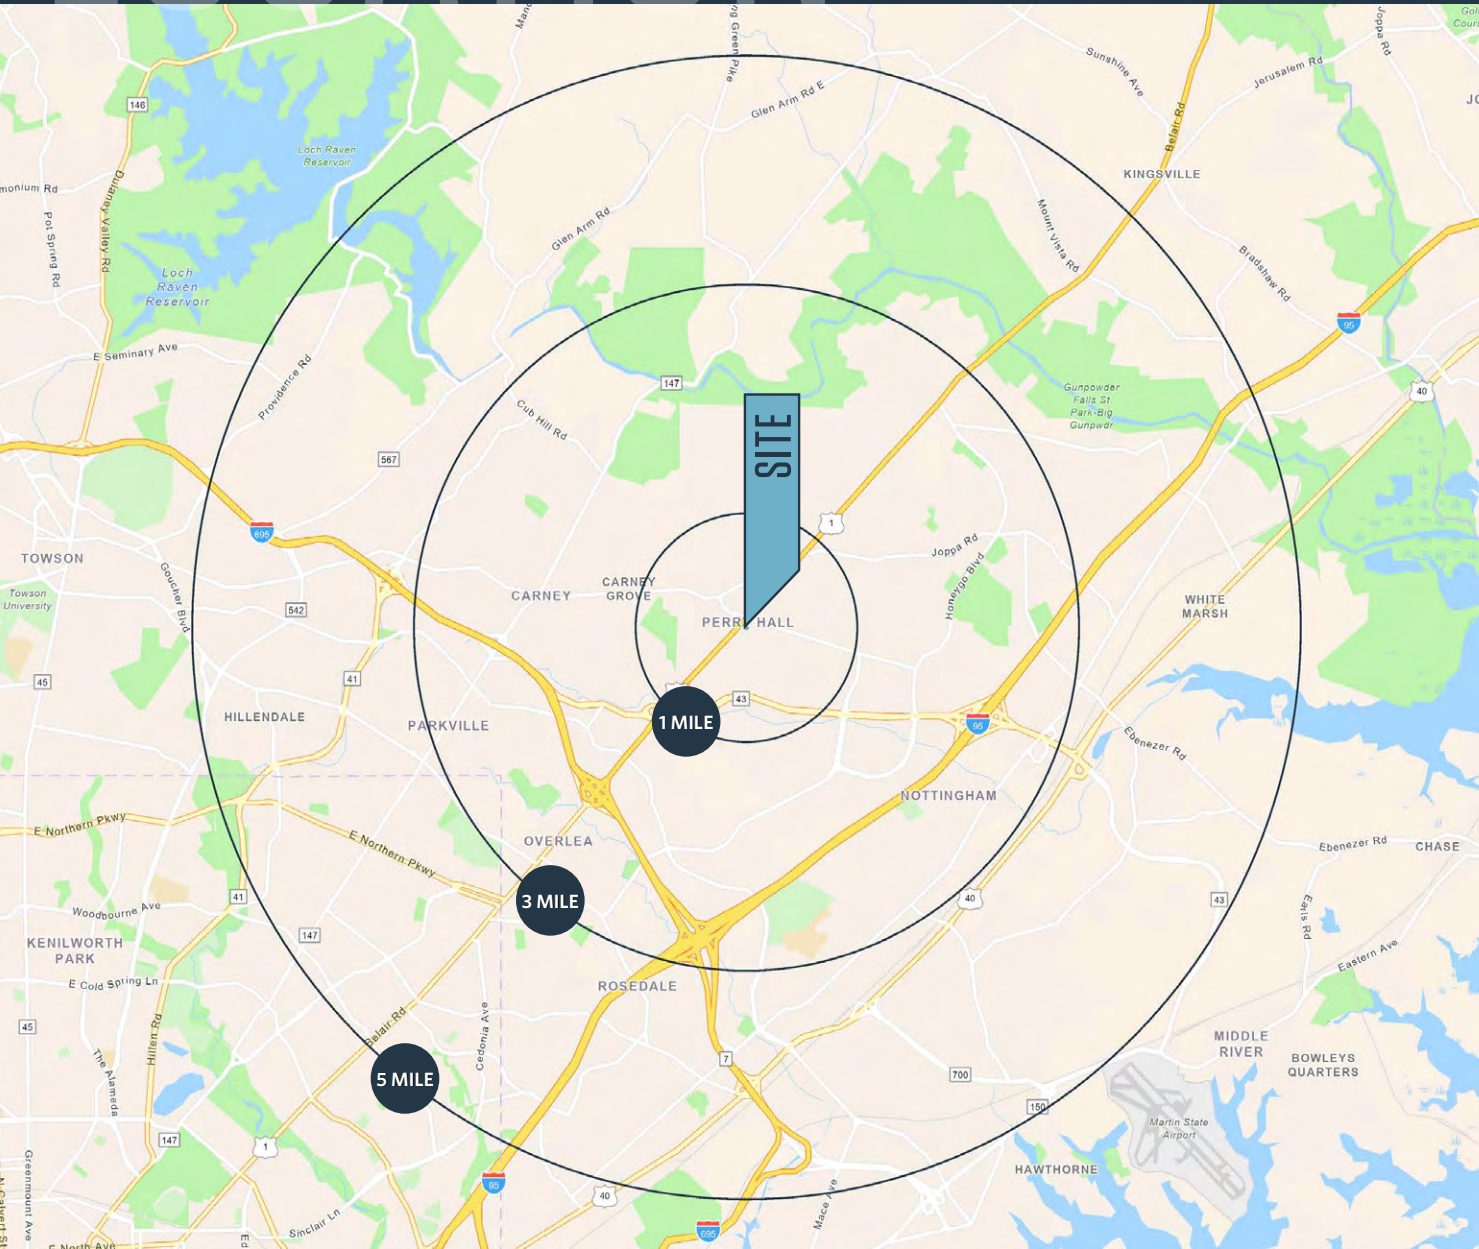 Glen Arm Rd E
Sunshine Ave
Jerusalem Rd
Joppa Rd
146
Belair Rd
Loch Raven
Reservoir
KINGSVILLE
Dulaney Valley Rd
Pot Spring Rd
Glen Arm Rd
Mount Vista Rd
Bradshaw Rd
Loch
Raven
Reservoir
95
E Seminary Ave
Providence Rd
147
Gunpowder
Falls St
Park-Big
Gunpwdr
40
Cub Hill Rd
SITE
567
1
695
Joppa Rd
TOWSON
Goucher Blvd
CARNEY
CARNEY
GROVE
Honeygo Blvd
Towson
University
542
WHITE
MARSH
PERRY HALL
45
41
43
HILLENDALE
PARKVILLE
1 MILE
95
Ebenezer Rd
NOTTINGHAM
E Northern Pkwy
E Northern Pkwy
OVERLEA
Ebenezer Rd
CHASE
41
3 MILE
40
43
Woodbourne Ave
147
Earls Rd
KENILWORTH
PARK
Eastern Ave
E Cold Spring Ln
ROSEDALE
45
Hillen Rd
Belair Rd
Cedonia Ave
MIDDLE
RIVER
BOWLEYS
QUARTERS
The Alameda
5 MILE
7
700
150
Martin State
Airport
147
1
HAWTHORNE
Greenmount Ave
N Calvert St
95
40
Mace Ave
Sinclair Ln
695
E North Ave